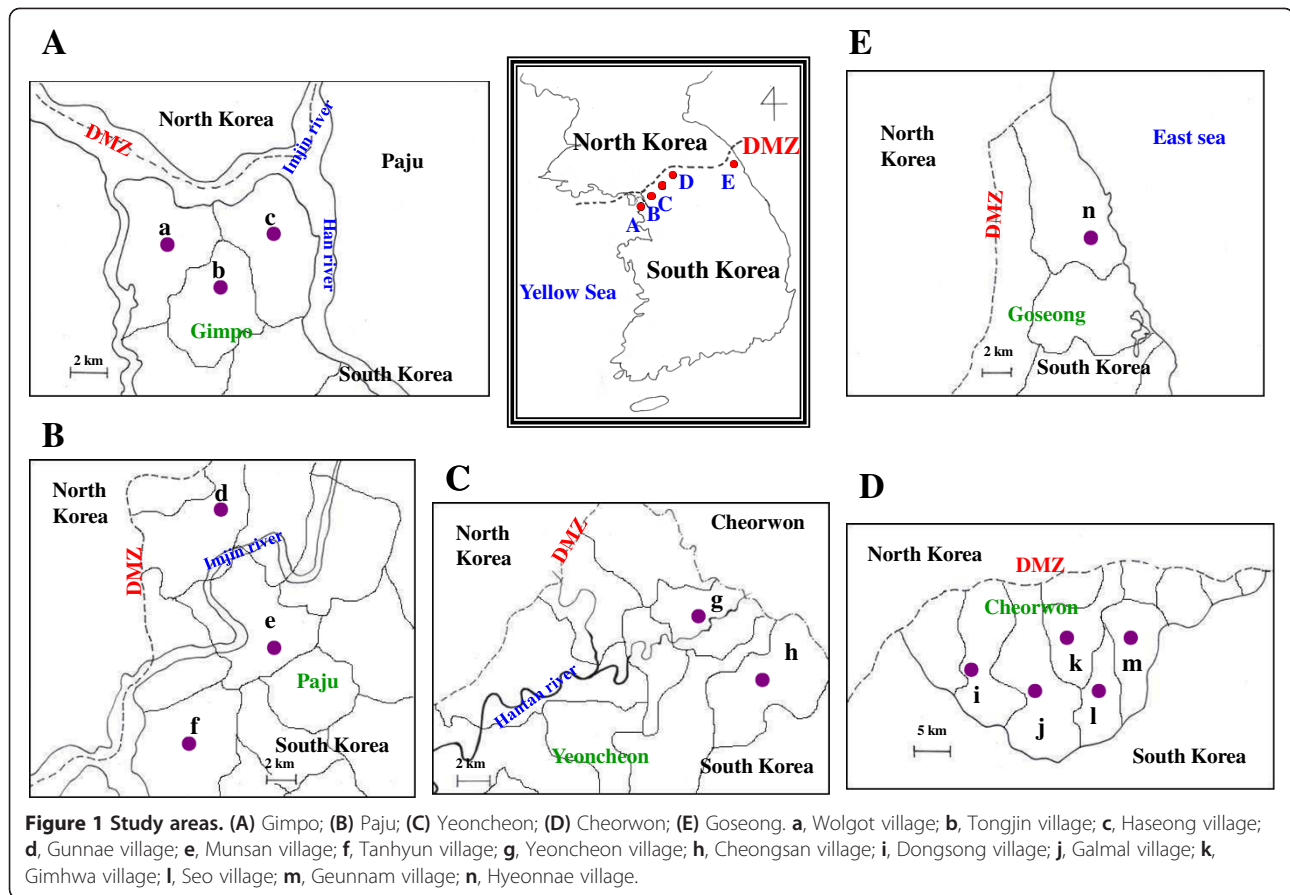 A
North Korea
DMZ
Imjin river
Paju
a
c
b
Han river
Gimpo
2 km
South Korea
4
North Korea
DMZ
D
E
C
B
A
South Korea
Yellow Sea
E
North
Korea
East sea
DMZ
n
Goseong
2 km
South Korea
B
North
Korea
d
Imjin river
DMZ
e
Paju
f
South Korea
2 km
C
North
Korea
Cheorwon
DMZ
g
h
Hantan river
Yeoncheon
2 km
South Korea
D
North Korea
DMZ
Cheorwon
k
m
i
j
l
5 km
South Korea
Figure 1 Study areas. (A) Gimpo; (B) Paju; (C) Yeoncheon; (D) Cheorwon; (E) Goseong. a, Wolgot village; b, Tongjin village; c, Haseong village;
d, Gunnae village; e, Munsan village; f, Tanhyun village; g, Yeoncheon village; h, Cheongsan village; i, Dongsong village; j, Galmal village; k,
Gimhwa village; l, Seo village; m, Geunnam village; n, Hyeonnae village.